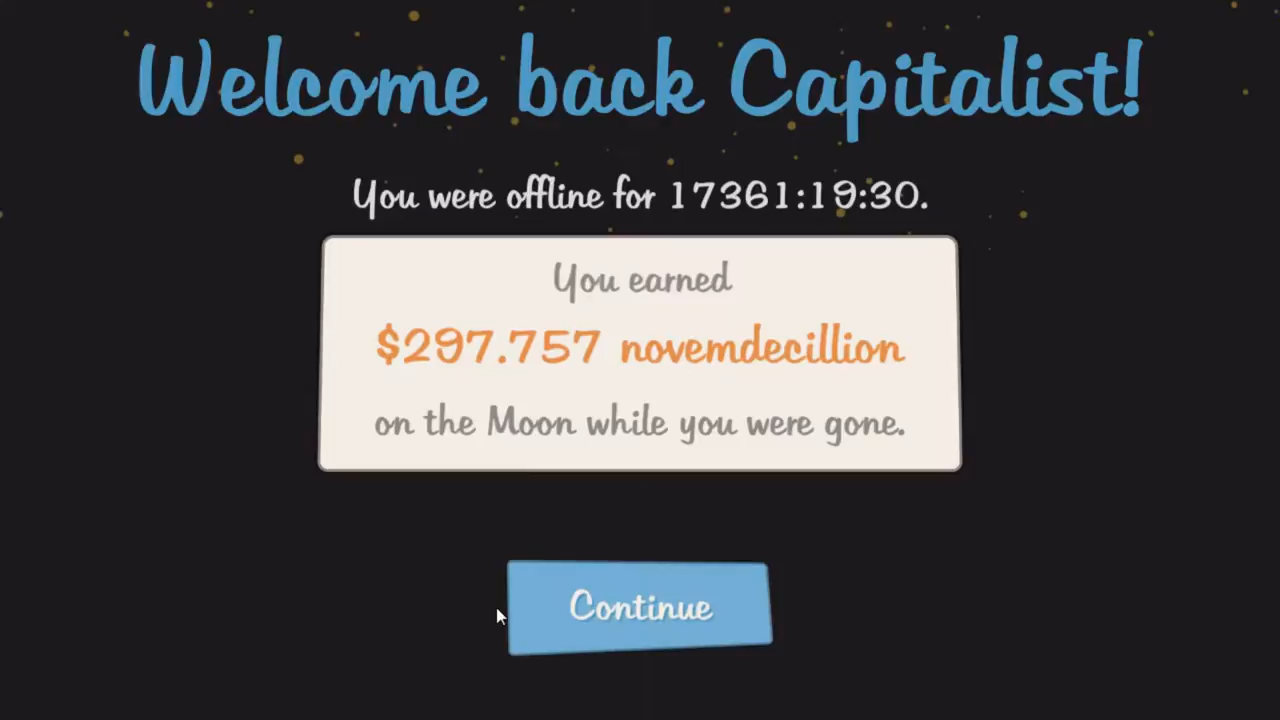 Welcome back Capitalist!
You were offline for 17361:19:30.
You earned
$297.757 novemdecillion
on the Moon while you were gone.
Continue